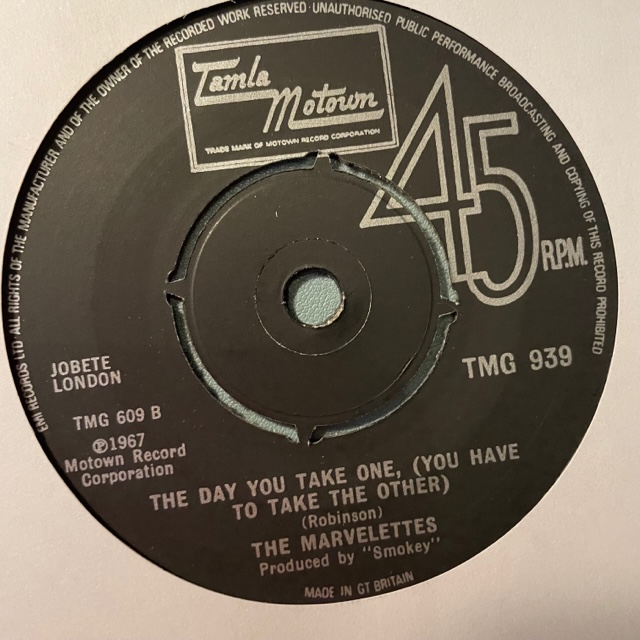 EMI RECORDS LTD ALL RIGHTS OF THE MANUFACTURER AND OF THE OWNER OF THE RECORDED WORK RESERVED · UNAUTHORISED PUBLIC PERFORMANCE BROADCASTING AND COPYING OF THIS RECORD PROHIBITED
Tamla
Motown
TRADE MARK OF MOTOWN RECORD CORPORATION
45
R.P.M.
JOBETE
LONDON
TMG 939
TMG 609 B
℗1967
Motown Record
Corporation
THE DAY YOU TAKE ONE, (YOU HAVE
TO TAKE THE OTHER)
(Robinson)
THE MARVELETTES
Produced by "Smokey"
MADE IN GT BRITAIN